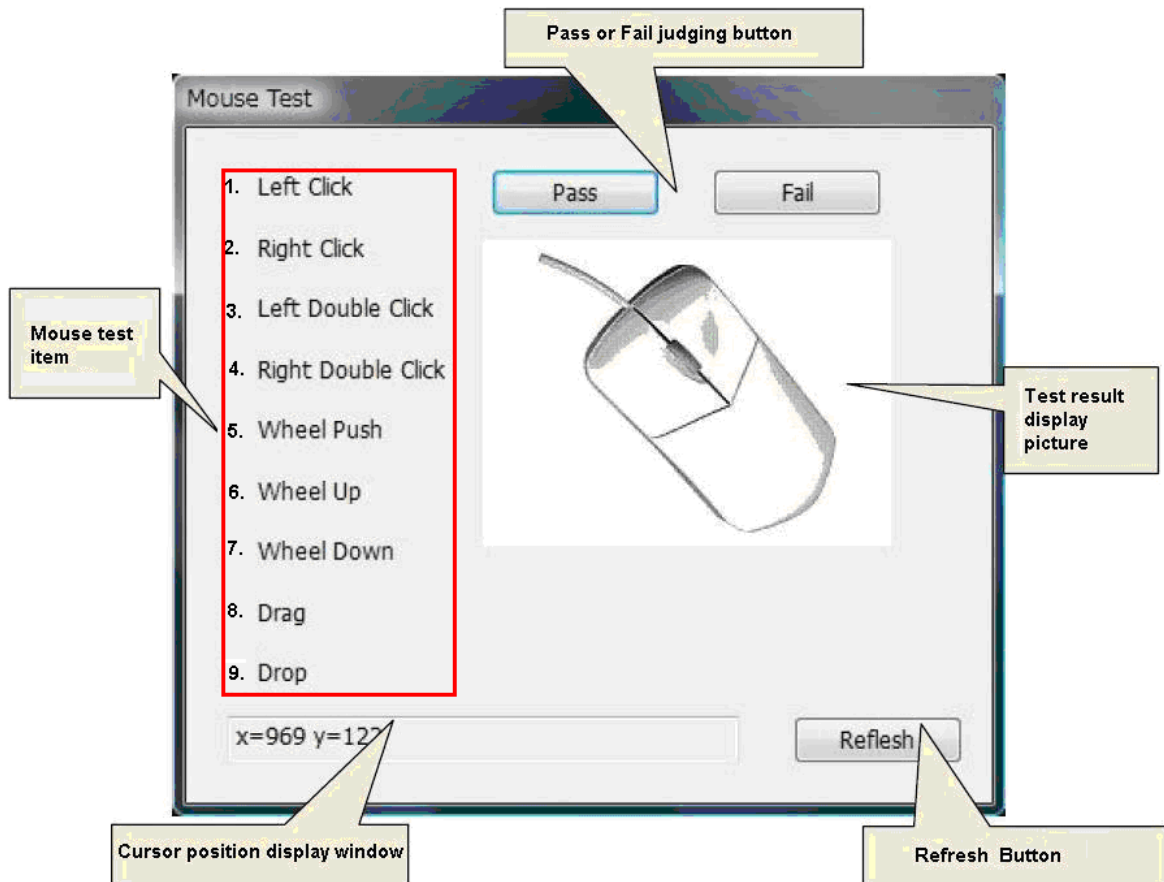 Pass or Fail judging button
Mouse Test
1. Left Click
Pass
Fail
2. Right Click
3. Left Double Click
Mouse test
item
4. Right Double Click
Test result
display
picture
5. Wheel Push
6. Wheel Up
7. Wheel Down
8. Drag
9. Drop
x=969 y=12
Reflesh
Cursor position display window
Refresh Button